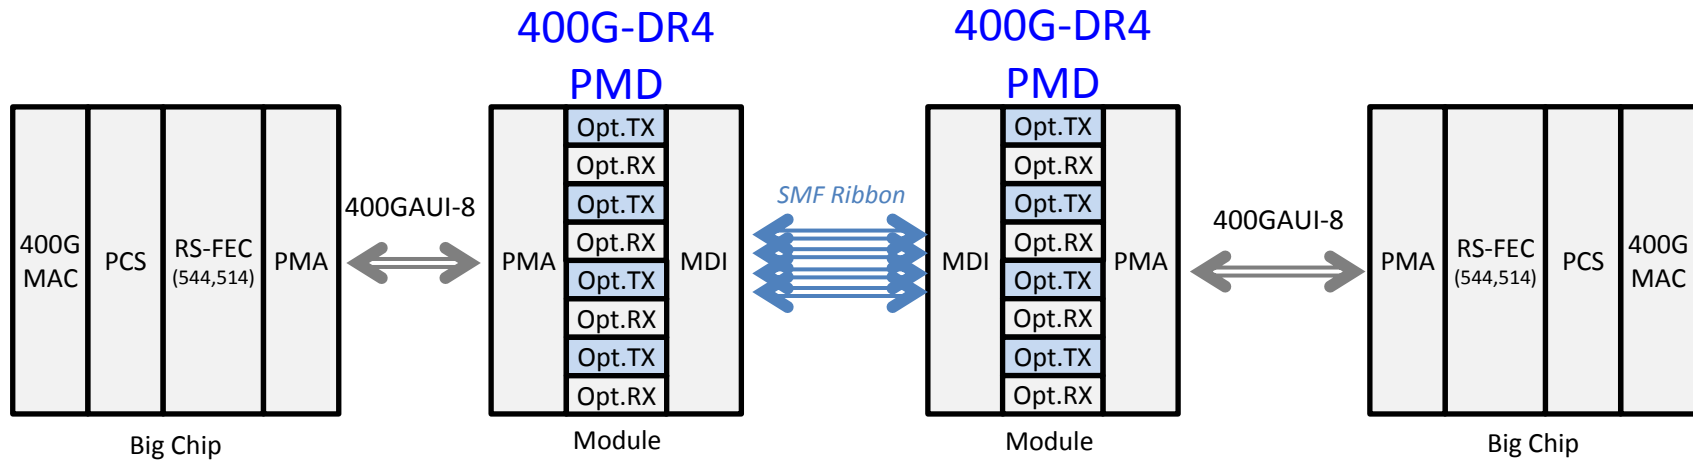 400G-DR4
PMD
400G-DR4
PMD
400G
MAC
PCS
RS-FEC
(544,514)
PMA
Big Chip
400GAUI-8
PMA
Opt.TX
Opt.RX
Opt.TX
Opt.RX
Opt.TX
Opt.RX
Opt.TX
Opt.RX
MDI
Module
SMF Ribbon
MDI
Opt.TX
Opt.RX
Opt.TX
Opt.RX
Opt.TX
Opt.RX
Opt.TX
Opt.RX
PMA
Module
400GAUI-8
PMA
RS-FEC
(544,514)
PCS
400G
MAC
Big Chip